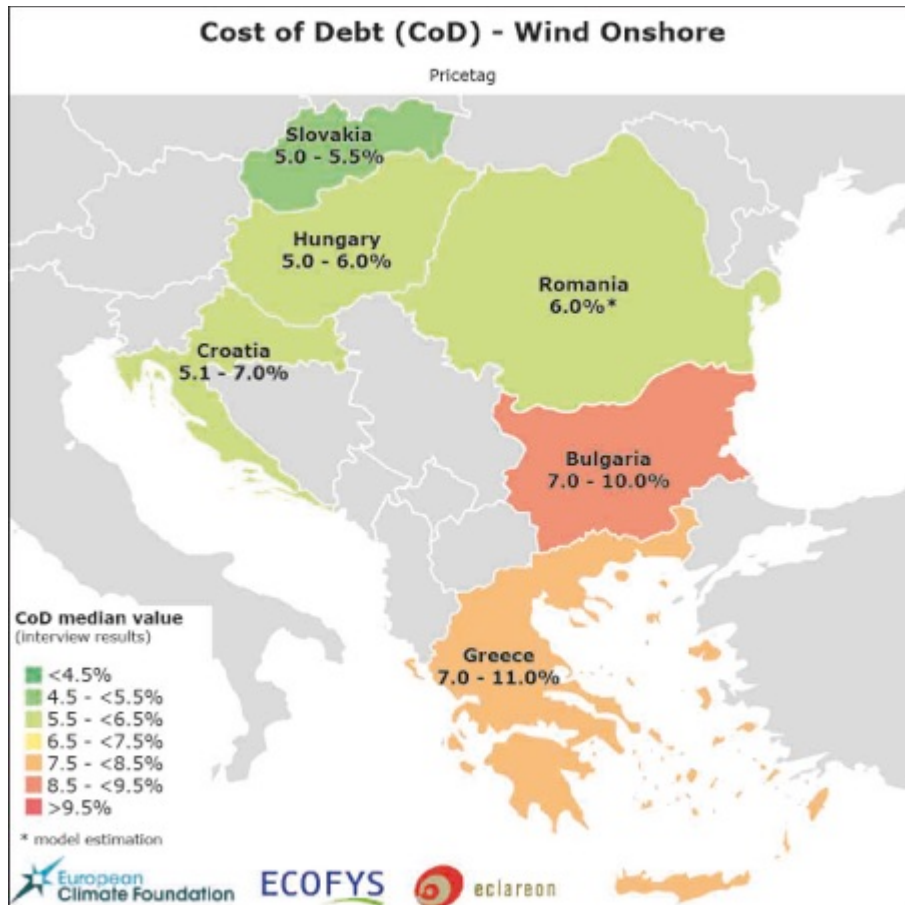 Cost of Debt (CoD) - Wind Onshore
Pricetag
Slovakia
5.0 - 5.5%
Hungary
5.0 - 6.0%
Romania
6.0%*
Croatia
5.1 - 7.0%
Bulgaria
7.0 - 10.0%
Greece
7.0 - 11.0%
CoD median value
(interview results)
<4.5%
4.5 - <5.5%
5.5 - <6.5%
6.5 - <7.5%
7.5 - <8.5%
8.5 - <9.5%
>9.5%
* model estimation
European
Climate Foundation
ECOFYS
eclareon